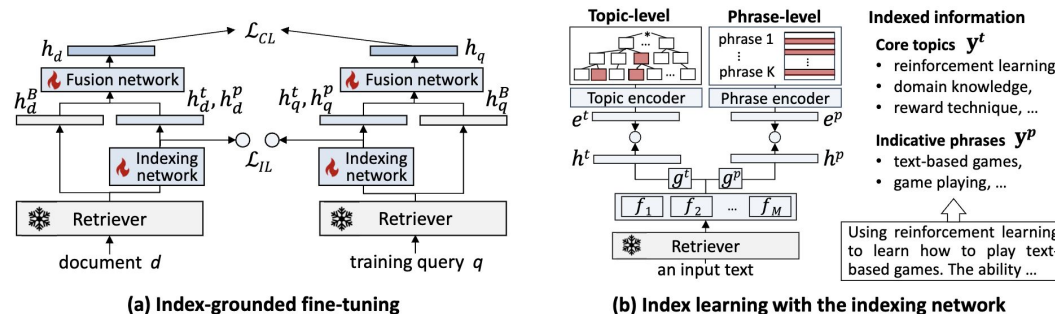 ℒ_CL
h_d
h_q
Fusion network
Fusion network
h_d^B
h_d^t, h_d^p
h_q^t, h_q^p
h_q^B
ℒ_IL
Indexing
network
Indexing
network
Retriever
Retriever
document d
training query q
(a) Index-grounded fine-tuning
Topic-level
Phrase-level
*
...
...
phrase 1
⋮
phrase K
⋮
Topic encoder
Phrase encoder
e^t
e^p
h^t
h^p
g^t
g^p
f_1
f_2
...
f_M
Retriever
an input text
Indexed information
Core topics y^t
• reinforcement learning
• domain knowledge,
• reward technique, ...
Indicative phrases y^p
• text-based games,
• game playing, ...
Using reinforcement learning
to learn how to play text-
based games. The ability ...
(b) Index learning with the indexing network